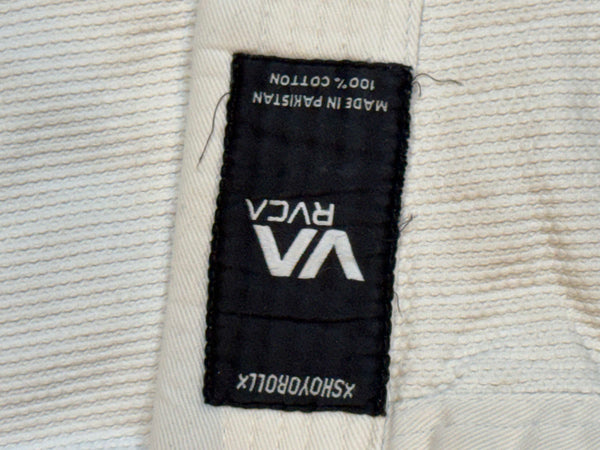 ×SHOYOROLL×
VA
RVCA
MADE IN PAKISTAN
100% COTTON